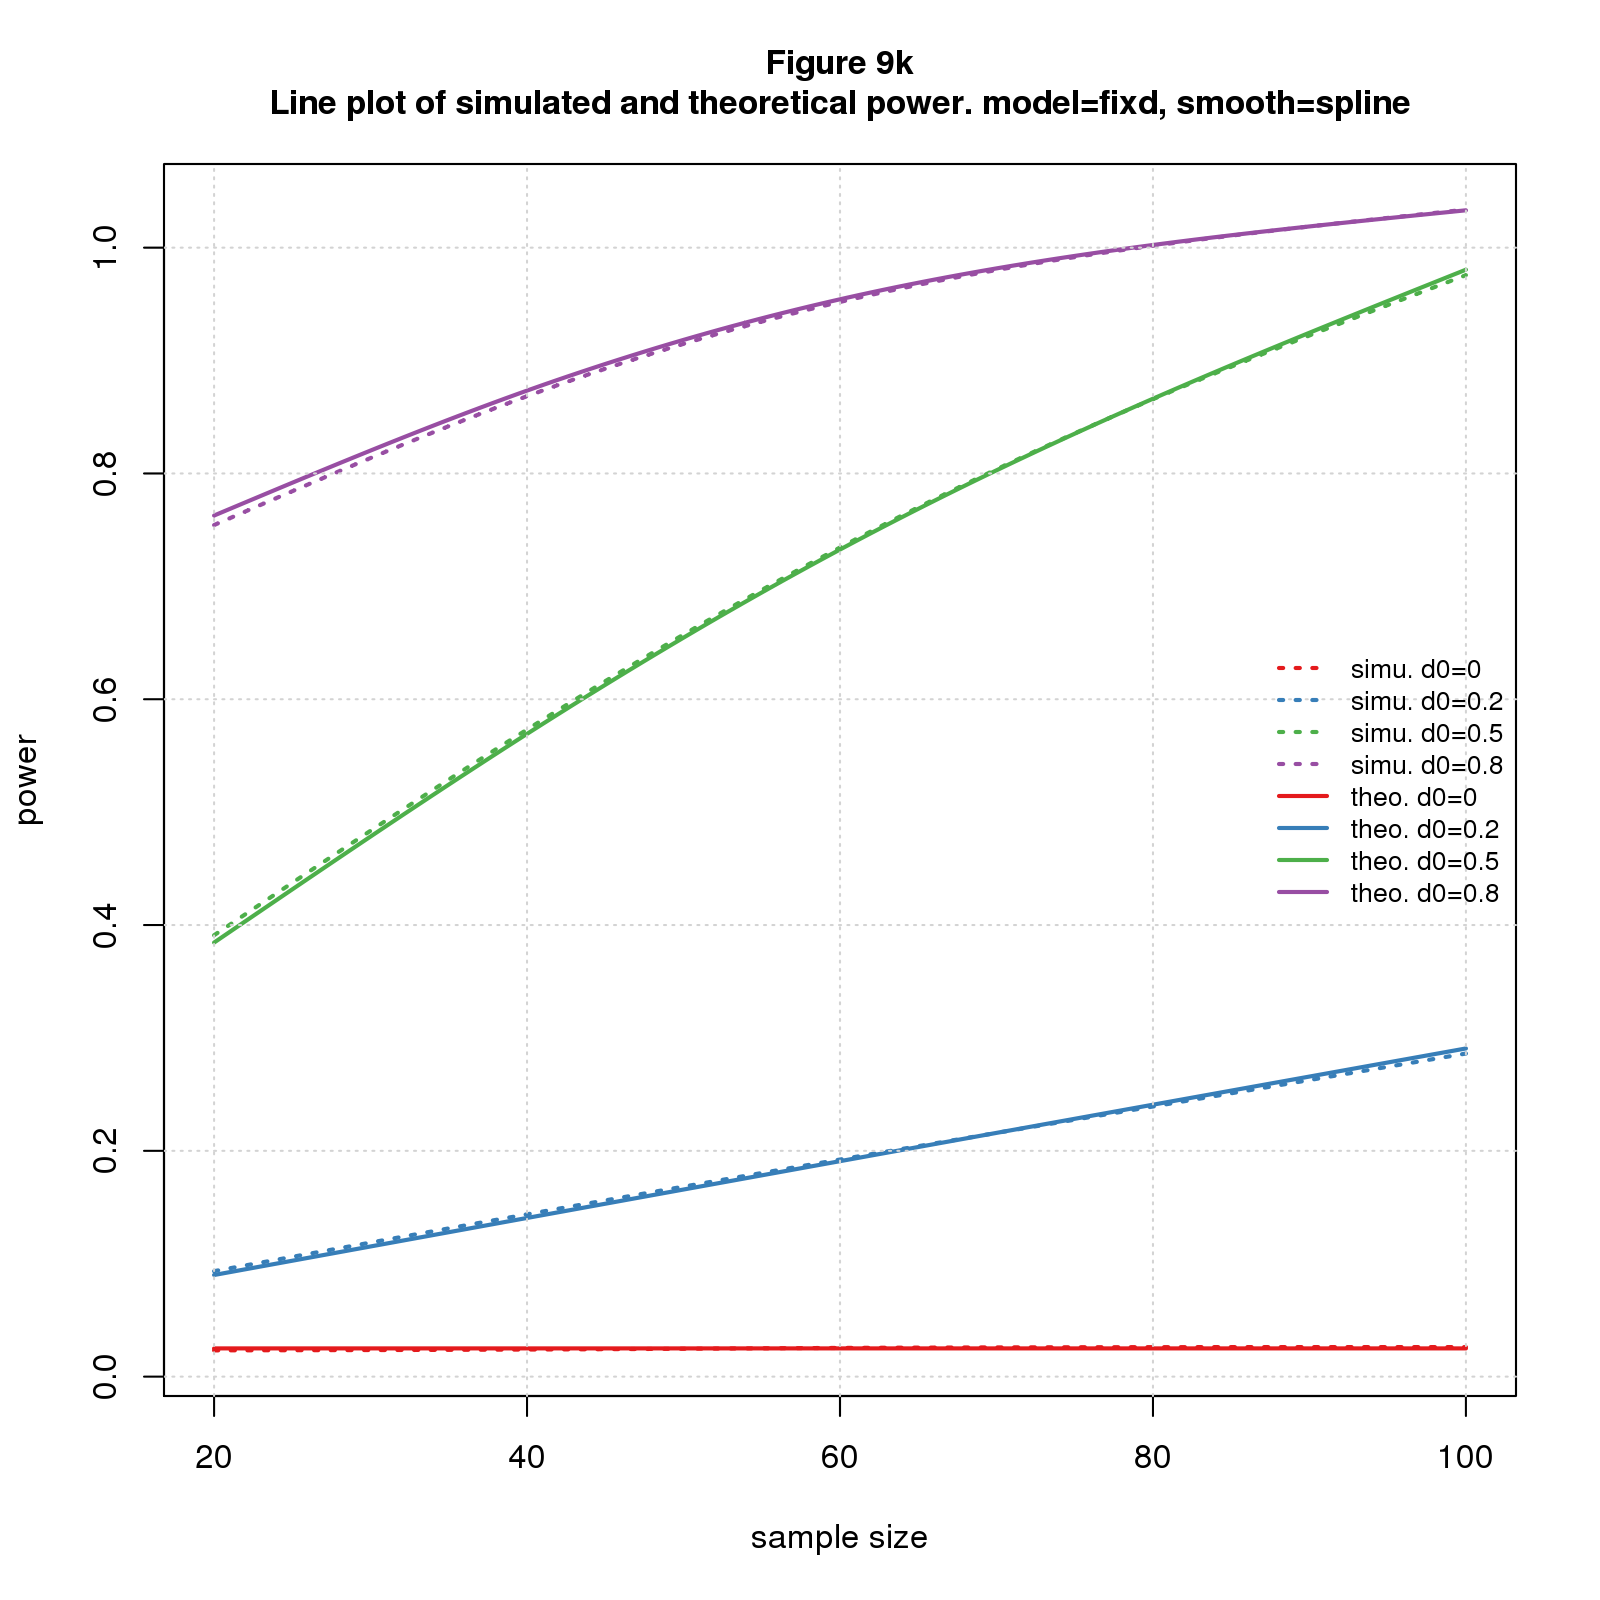 Figure 9k
Line plot of simulated and theoretical power. model=fixd, smooth=spline
power
1.0
0.8
0.6
0.4
0.2
0.0
simu. d0=0
simu. d0=0.2
simu. d0=0.5
simu. d0=0.8
theo. d0=0
theo. d0=0.2
theo. d0=0.5
theo. d0=0.8
20 40 60 80 100
sample size